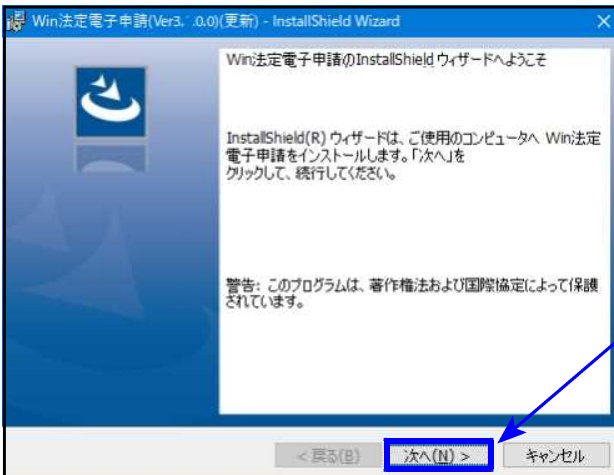 Win法定電子申請(Ver3. .0.0)(更新) - InstallShield Wizard
Win法定電子申請のInstallShield ウィザードへようこそ
InstallShield(R) ウィザードは、ご使用のコンピュータへ Win法定
電子申請をインストールします。「次へ」を
クリックして、続行してください。
警告: このプログラムは、著作権法および国際協定によって保護
されています。
< 戻る(B)
次へ(N) >
キャンセル